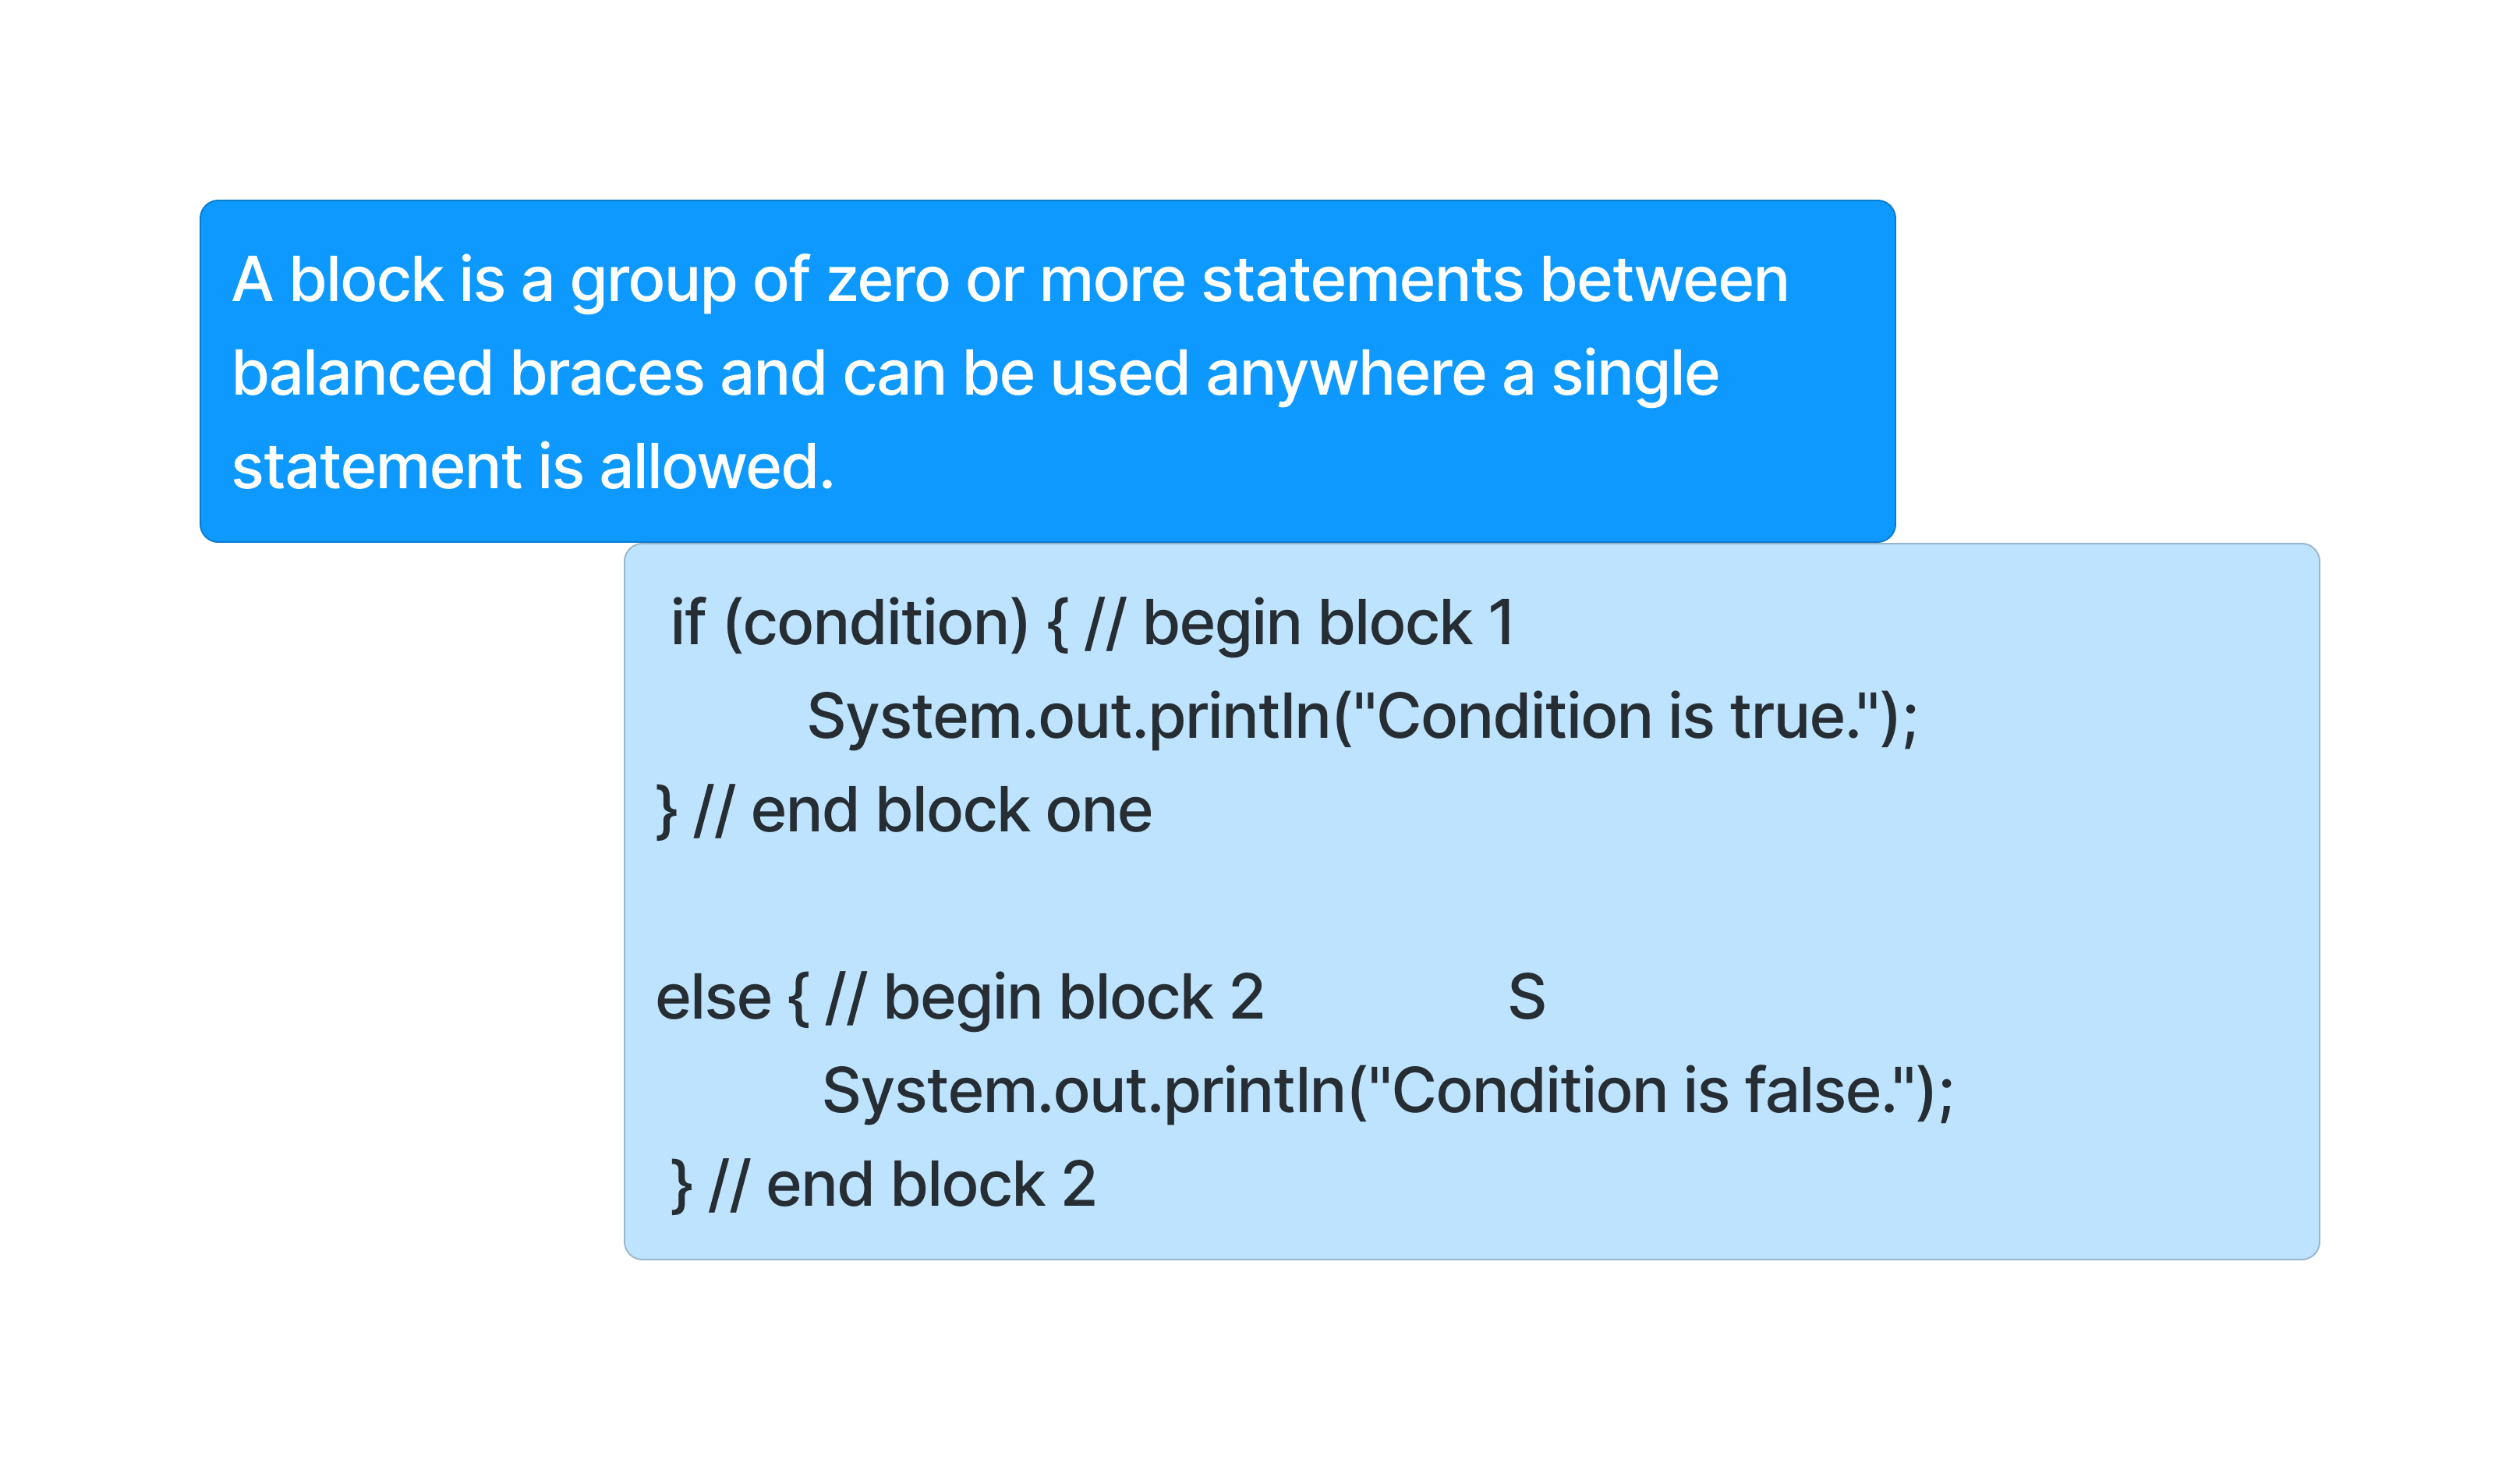 A block is a group of zero or more statements between
balanced braces and can be used anywhere a single
statement is allowed.
if (condition) { // begin block 1
System.out.println("Condition is true.");
} // end block one
else { // begin block 2 S
System.out.println("Condition is false.");
} // end block 2